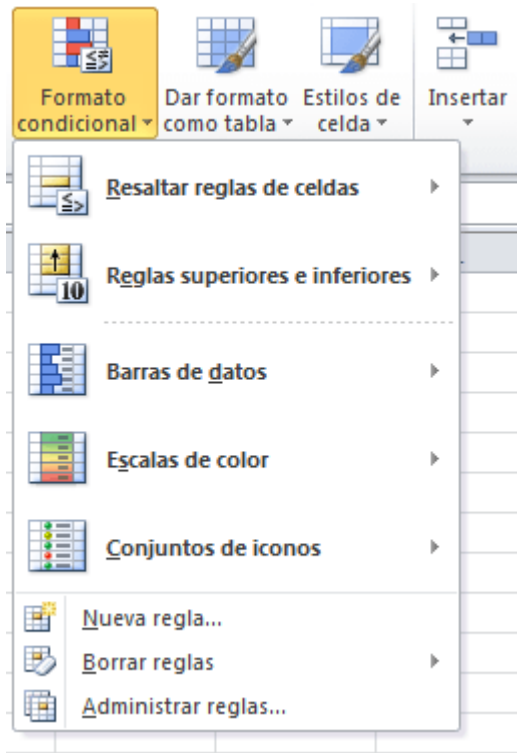 Formato condicional
Dar formato como tabla
Estilos de celda
Insertar
Resaltar reglas de celdas
10
Reglas superiores e inferiores
Barras de datos
Escalas de color
Conjuntos de iconos
Nueva regla...
Borrar reglas
Administrar reglas...